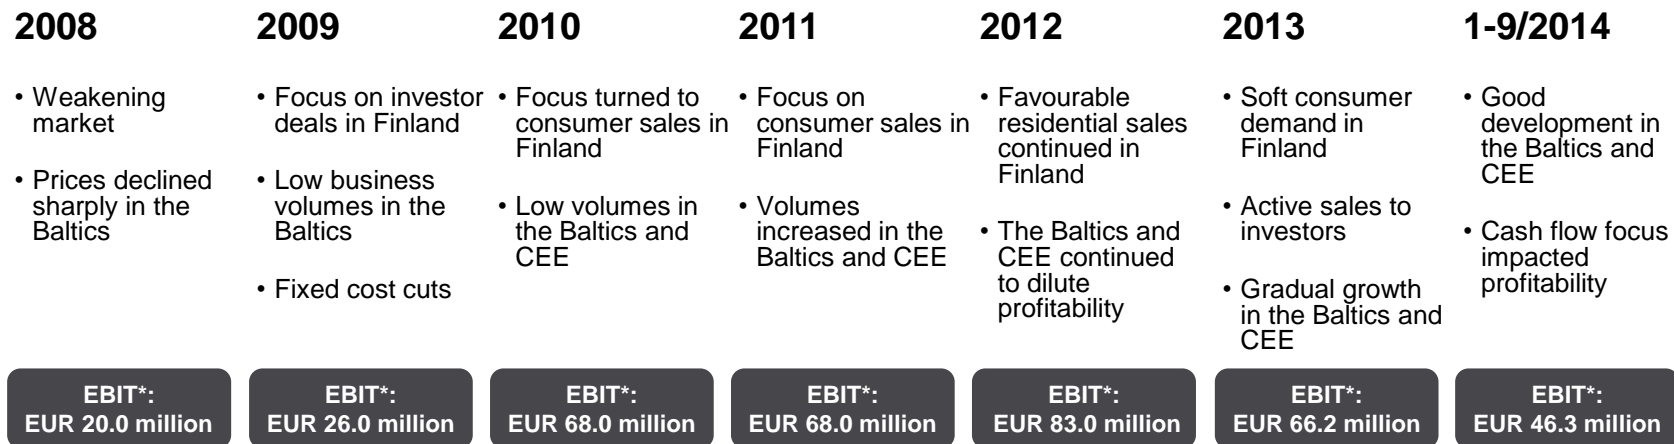 2008
• Weakening
market
• Prices declined
sharply in the
Baltics
EBIT*:
EUR 20.0 million
2009
• Focus on investor
deals in Finland
• Low business
volumes in the
Baltics
• Fixed cost cuts
EBIT*:
EUR 26.0 million
2010
• Focus turned to
consumer sales in
Finland
• Low volumes in
the Baltics and
CEE
EBIT*:
EUR 68.0 million
2011
• Focus on
consumer sales in
Finland
• Volumes
increased in the
Baltics and CEE
EBIT*:
EUR 68.0 million
2012
• Favourable
residential sales
continued in
Finland
• The Baltics and
CEE continued
to dilute
profitability
EBIT*:
EUR 83.0 million
2013
• Soft consumer
demand in
Finland
• Active sales to
investors
• Gradual growth
in the Baltics and
CEE
EBIT*:
EUR 66.2 million
1-9/2014
• Good
development in
the Baltics and
CEE
• Cash flow focus
impacted
profitability
EBIT*:
EUR 46.3 million